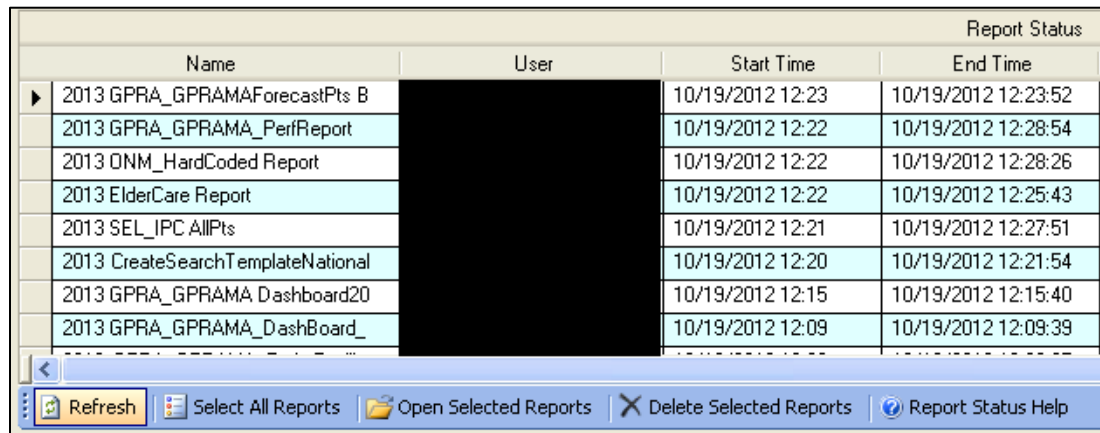 Report Status
Name User Start Time End Time
2013 GPRA_GPRAMAForecastPts B 10/19/2012 12:23 10/19/2012 12:23:52
2013 GPRA_GPRAMA_PerfReport 10/19/2012 12:22 10/19/2012 12:28:54
2013 ONM_HardCoded Report 10/19/2012 12:22 10/19/2012 12:28:26
2013 ElderCare Report 10/19/2012 12:22 10/19/2012 12:25:43
2013 SEL_IPC AllPts 10/19/2012 12:21 10/19/2012 12:27:51
2013 CreateSearchTemplateNational 10/19/2012 12:20 10/19/2012 12:21:54
2013 GPRA_GPRAMA Dashboard20 10/19/2012 12:15 10/19/2012 12:15:40
2013 GPRA_GPRAMA_DashBoard_ 10/19/2012 12:09 10/19/2012 12:09:39
Refresh Select All Reports Open Selected Reports Delete Selected Reports Report Status Help